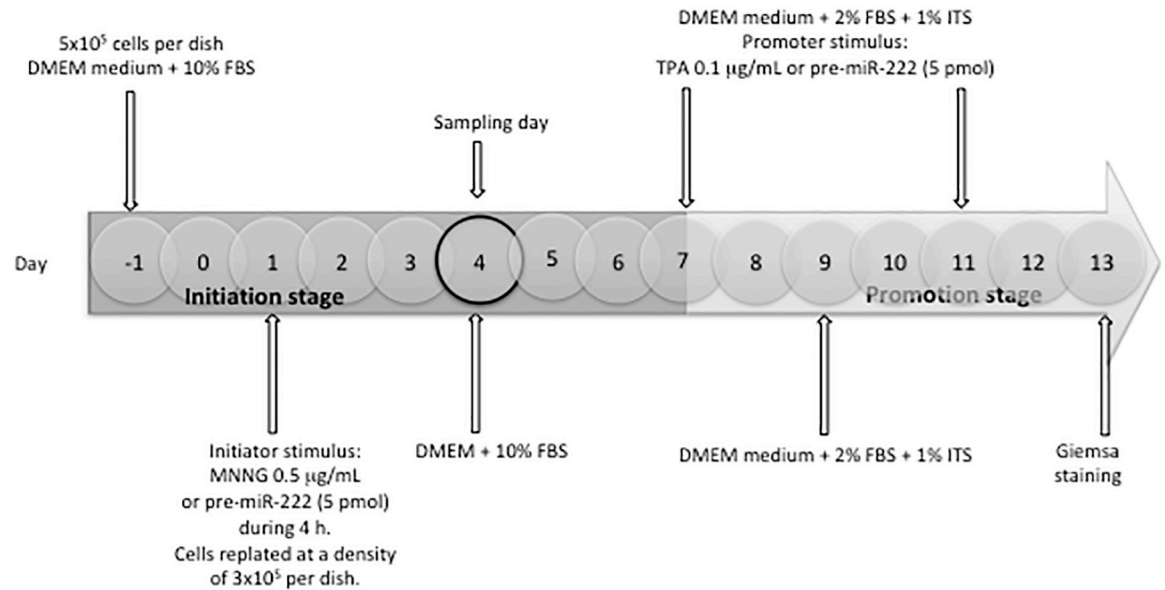 5x10⁵ cells per dish
DMEM medium + 10% FBS
DMEM medium + 2% FBS + 1% ITS
Promoter stimulus:
TPA 0.1 µg/mL or pre-miR-222 (5 pmol)
Sampling day
Day
-1 0 1 2 3 4 5 6 7 8 9 10 11 12 13
Initiation stage
Promotion stage
Initiator stimulus:
MNNG 0.5 µg/mL
or pre-miR-222 (5 pmol)
during 4 h.
Cells replated at a density
of 3x10⁵ per dish.
DMEM + 10% FBS
DMEM medium + 2% FBS + 1% ITS
Giemsa
staining